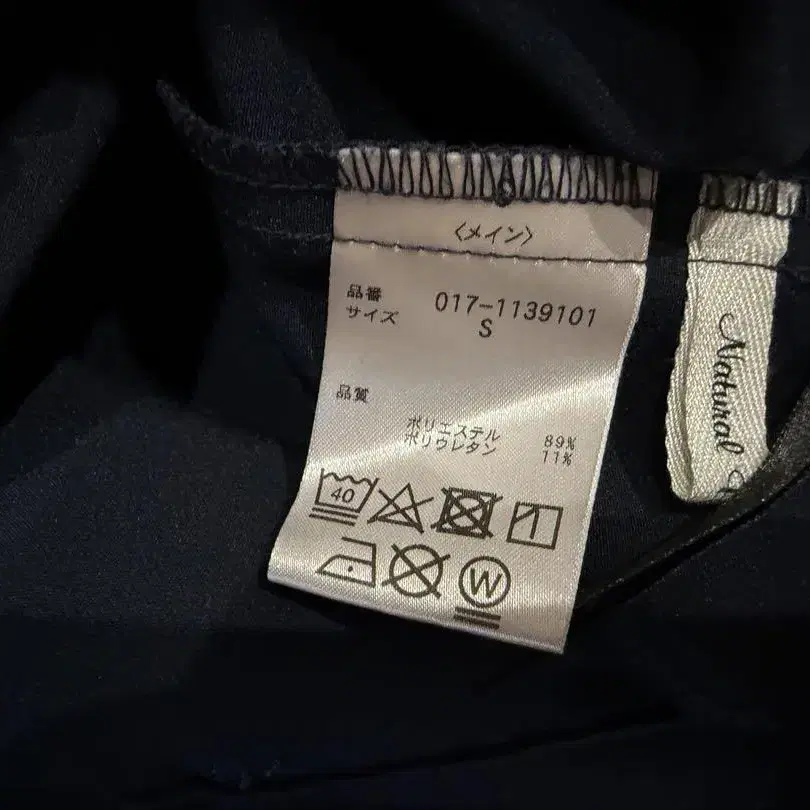 〈メイン〉
品番 017-1139101
サイズ S
品質
ポリエステル 89%
ポリウレタン 11%
40
W
Natural